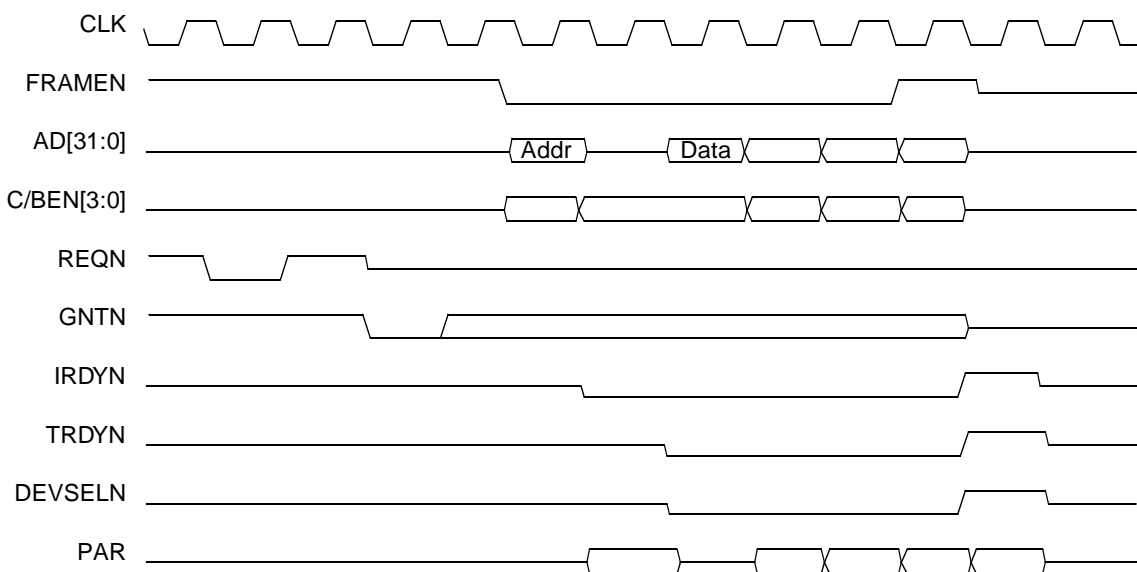 CLK
FRAMEN
AD[31:0]
Addr
Data
C/BEN[3:0]
REQN
GNTN
IRDYN
TRDYN
DEVSELN
PAR